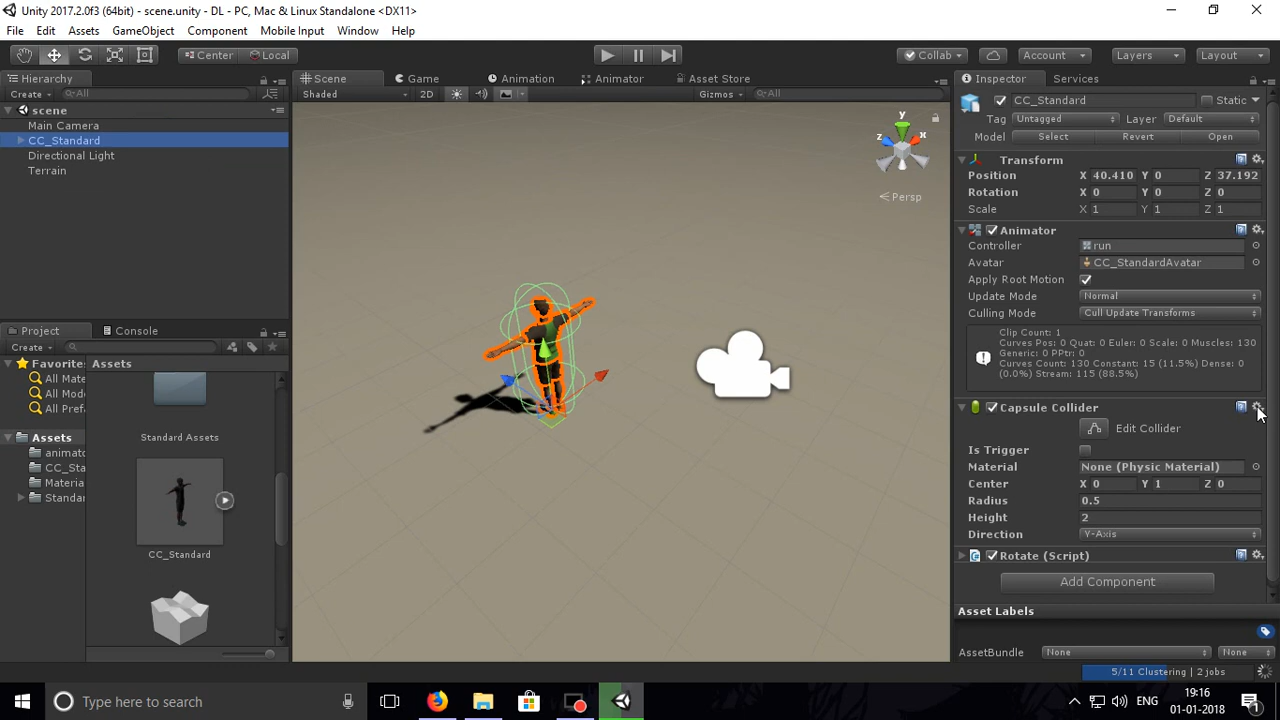 Unity 2017.2.0f3 (64bit) - scene.unity - DL - PC, Mac & Linux Standalone <DX11>
File Edit Assets GameObject Component Mobile Input Window Help
Center Local Collab Account Layers Layout
Hierarchy
Create All
scene
Main Camera
CC_Standard
Directional Light
Terrain
Scene Game Animation Animator Asset Store
Shaded 2D Gizmos All
y
z x
Persp
Project Console
Create
Favorite
All Mate
All Mode
All Pref
Assets
animato
CC_Sta
Materia
Standar
Assets
Standard Assets
CC_Standard
Inspector Services
CC_Standard Static
Tag Untagged Layer Default
Model Select Revert Open
Transform
Position X 40.410 Y 0 Z 37.192
Rotation X 0 Y 0 Z 0
Scale X 1 Y 1 Z 1
Animator
Controller run
Avatar CC_StandardAvatar
Apply Root Motion
Update Mode Normal
Culling Mode Cull Update Transforms
Clip Count: 1
Curves Pos: 0 Quat: 0 Euler: 0 Scale: 0 Muscles: 130
Generic: 0 PPtr: 0
Curves Count: 130 Constant: 15 (11.5%) Dense: 0
(0.0%) Stream: 115 (88.5%)
Capsule Collider
Edit Collider
Is Trigger
Material None (Physic Material)
Center X 0 Y 1 Z 0
Radius 0.5
Height 2
Direction Y-Axis
Rotate (Script)
Add Component
Asset Labels
AssetBundle None None
5/11 Clustering | 2 jobs
Type here to search
ENG
19:16
01-01-2018
1